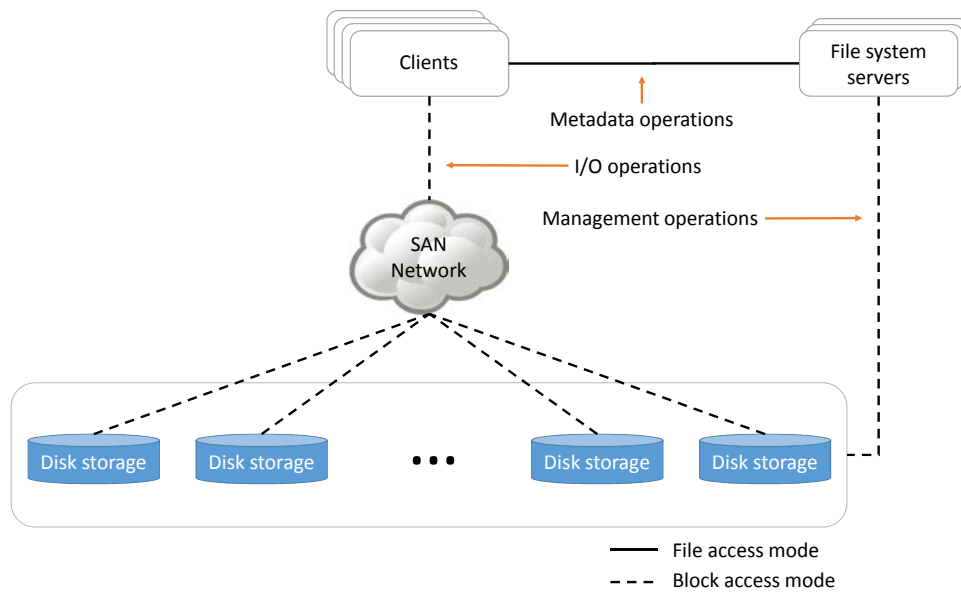 Clients
File system
servers
Metadata operations
I/O operations
Management operations
SAN
Network
Disk storage
Disk storage
...
Disk storage
Disk storage
File access mode
Block access mode